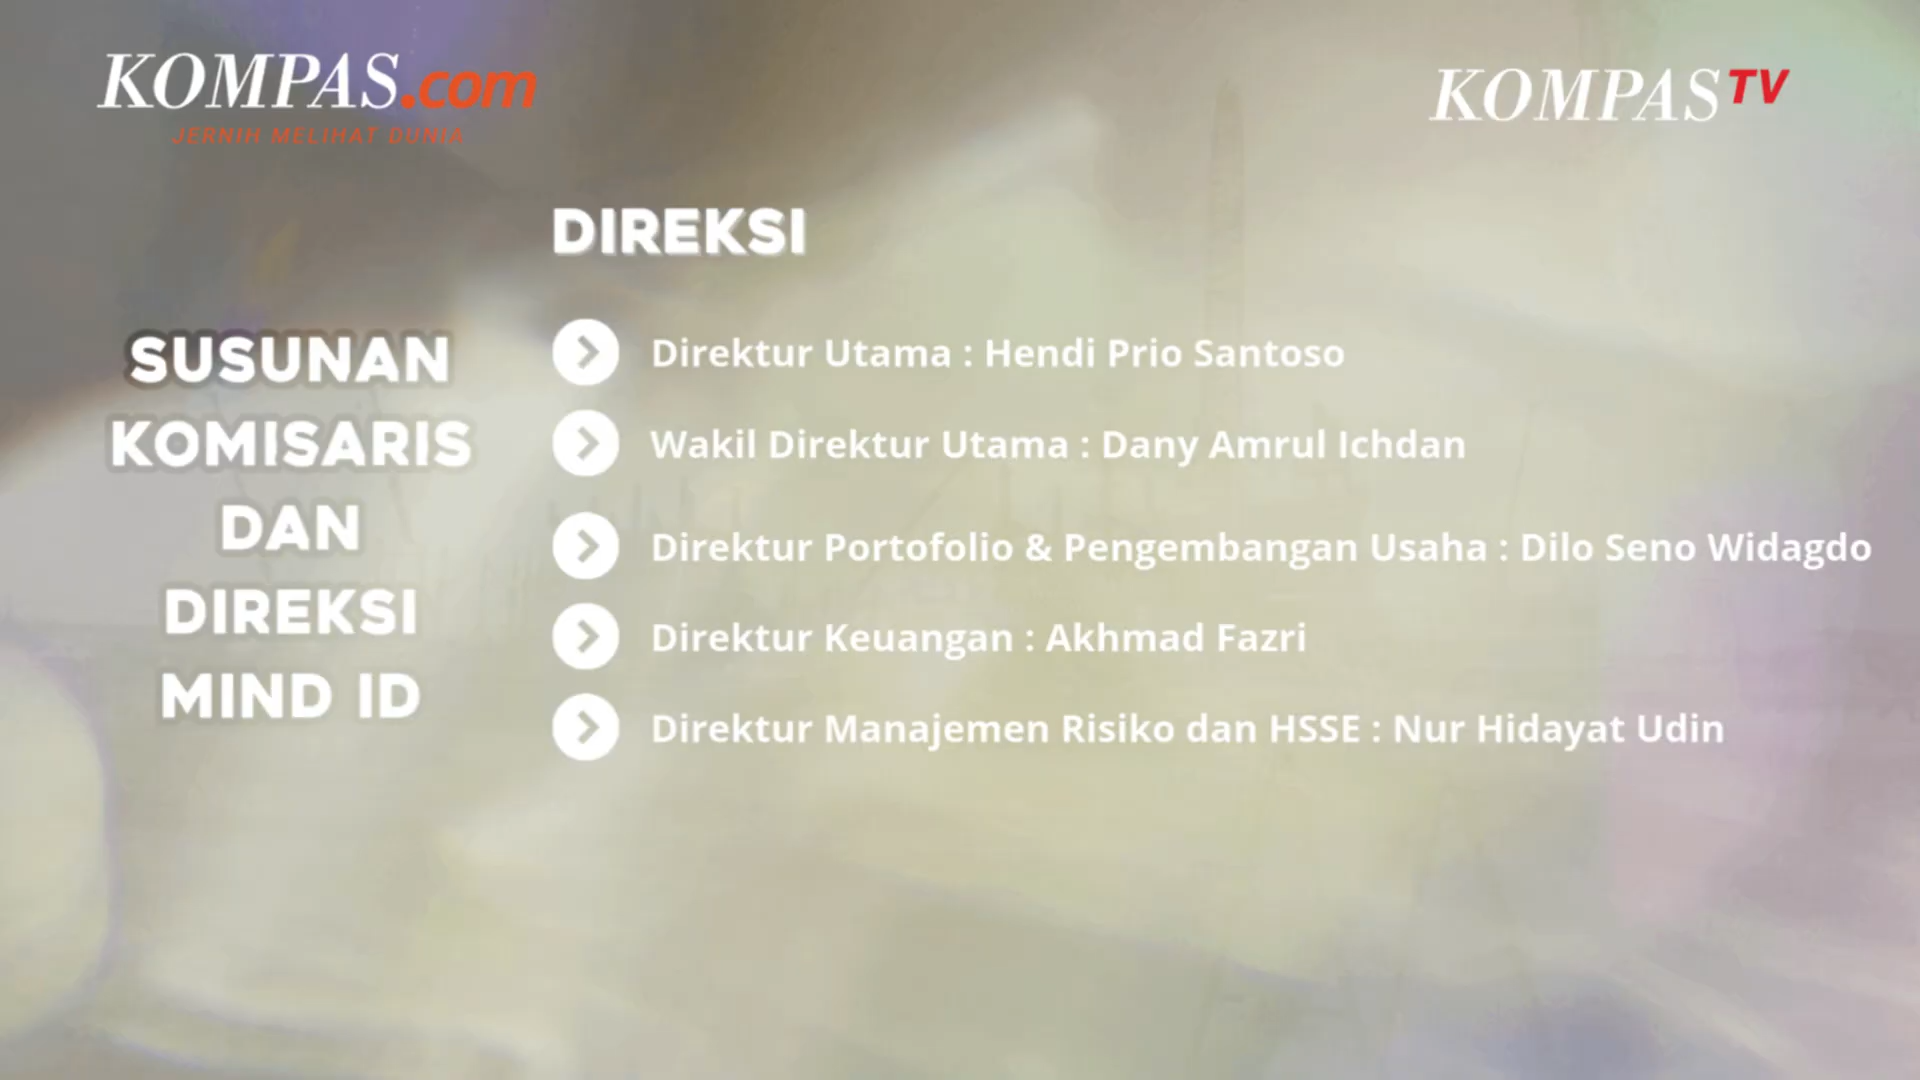 KOMPAS.com
JERNIH MELIHAT DUNIA
KOMPAS TV
SUSUNAN
KOMISARIS
DAN
DIREKSI
MIND ID
DIREKSI
Direktur Utama : Hendi Prio Santoso
Wakil Direktur Utama : Dany Amrul Ichdan
Direktur Portofolio & Pengembangan Usaha : Dilo Seno Widagdo
Direktur Keuangan : Akhmad Fazri
Direktur Manajemen Risiko dan HSSE : Nur Hidayat Udin